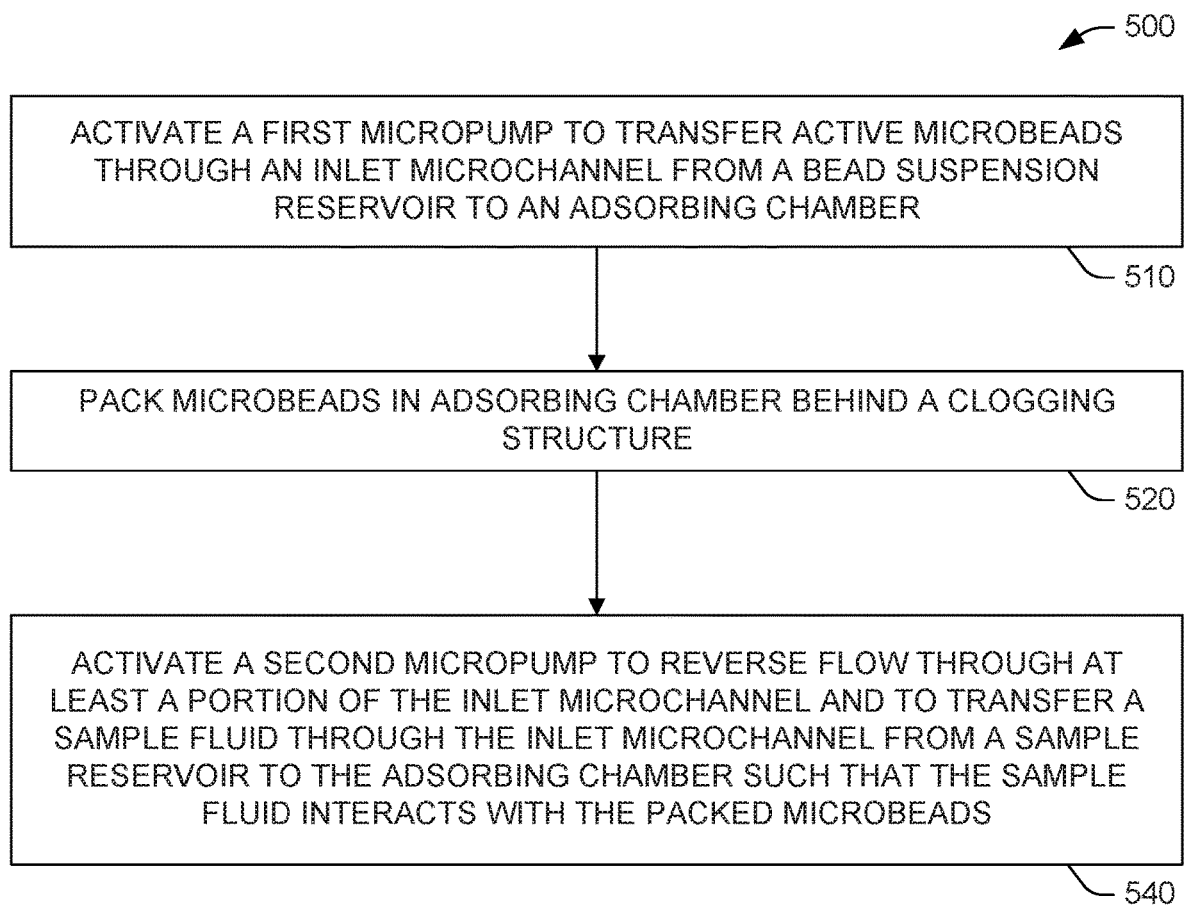 500
ACTIVATE A FIRST MICROPUMP TO TRANSFER ACTIVE MICROBEADS
THROUGH AN INLET MICROCHANNEL FROM A BEAD SUSPENSION
RESERVOIR TO AN ADSORBING CHAMBER
510
PACK MICROBEADS IN ADSORBING CHAMBER BEHIND A CLOGGING
STRUCTURE
520
ACTIVATE A SECOND MICROPUMP TO REVERSE FLOW THROUGH AT
LEAST A PORTION OF THE INLET MICROCHANNEL AND TO TRANSFER A
SAMPLE FLUID THROUGH THE INLET MICROCHANNEL FROM A SAMPLE
RESERVOIR TO THE ADSORBING CHAMBER SUCH THAT THE SAMPLE
FLUID INTERACTS WITH THE PACKED MICROBEADS
540